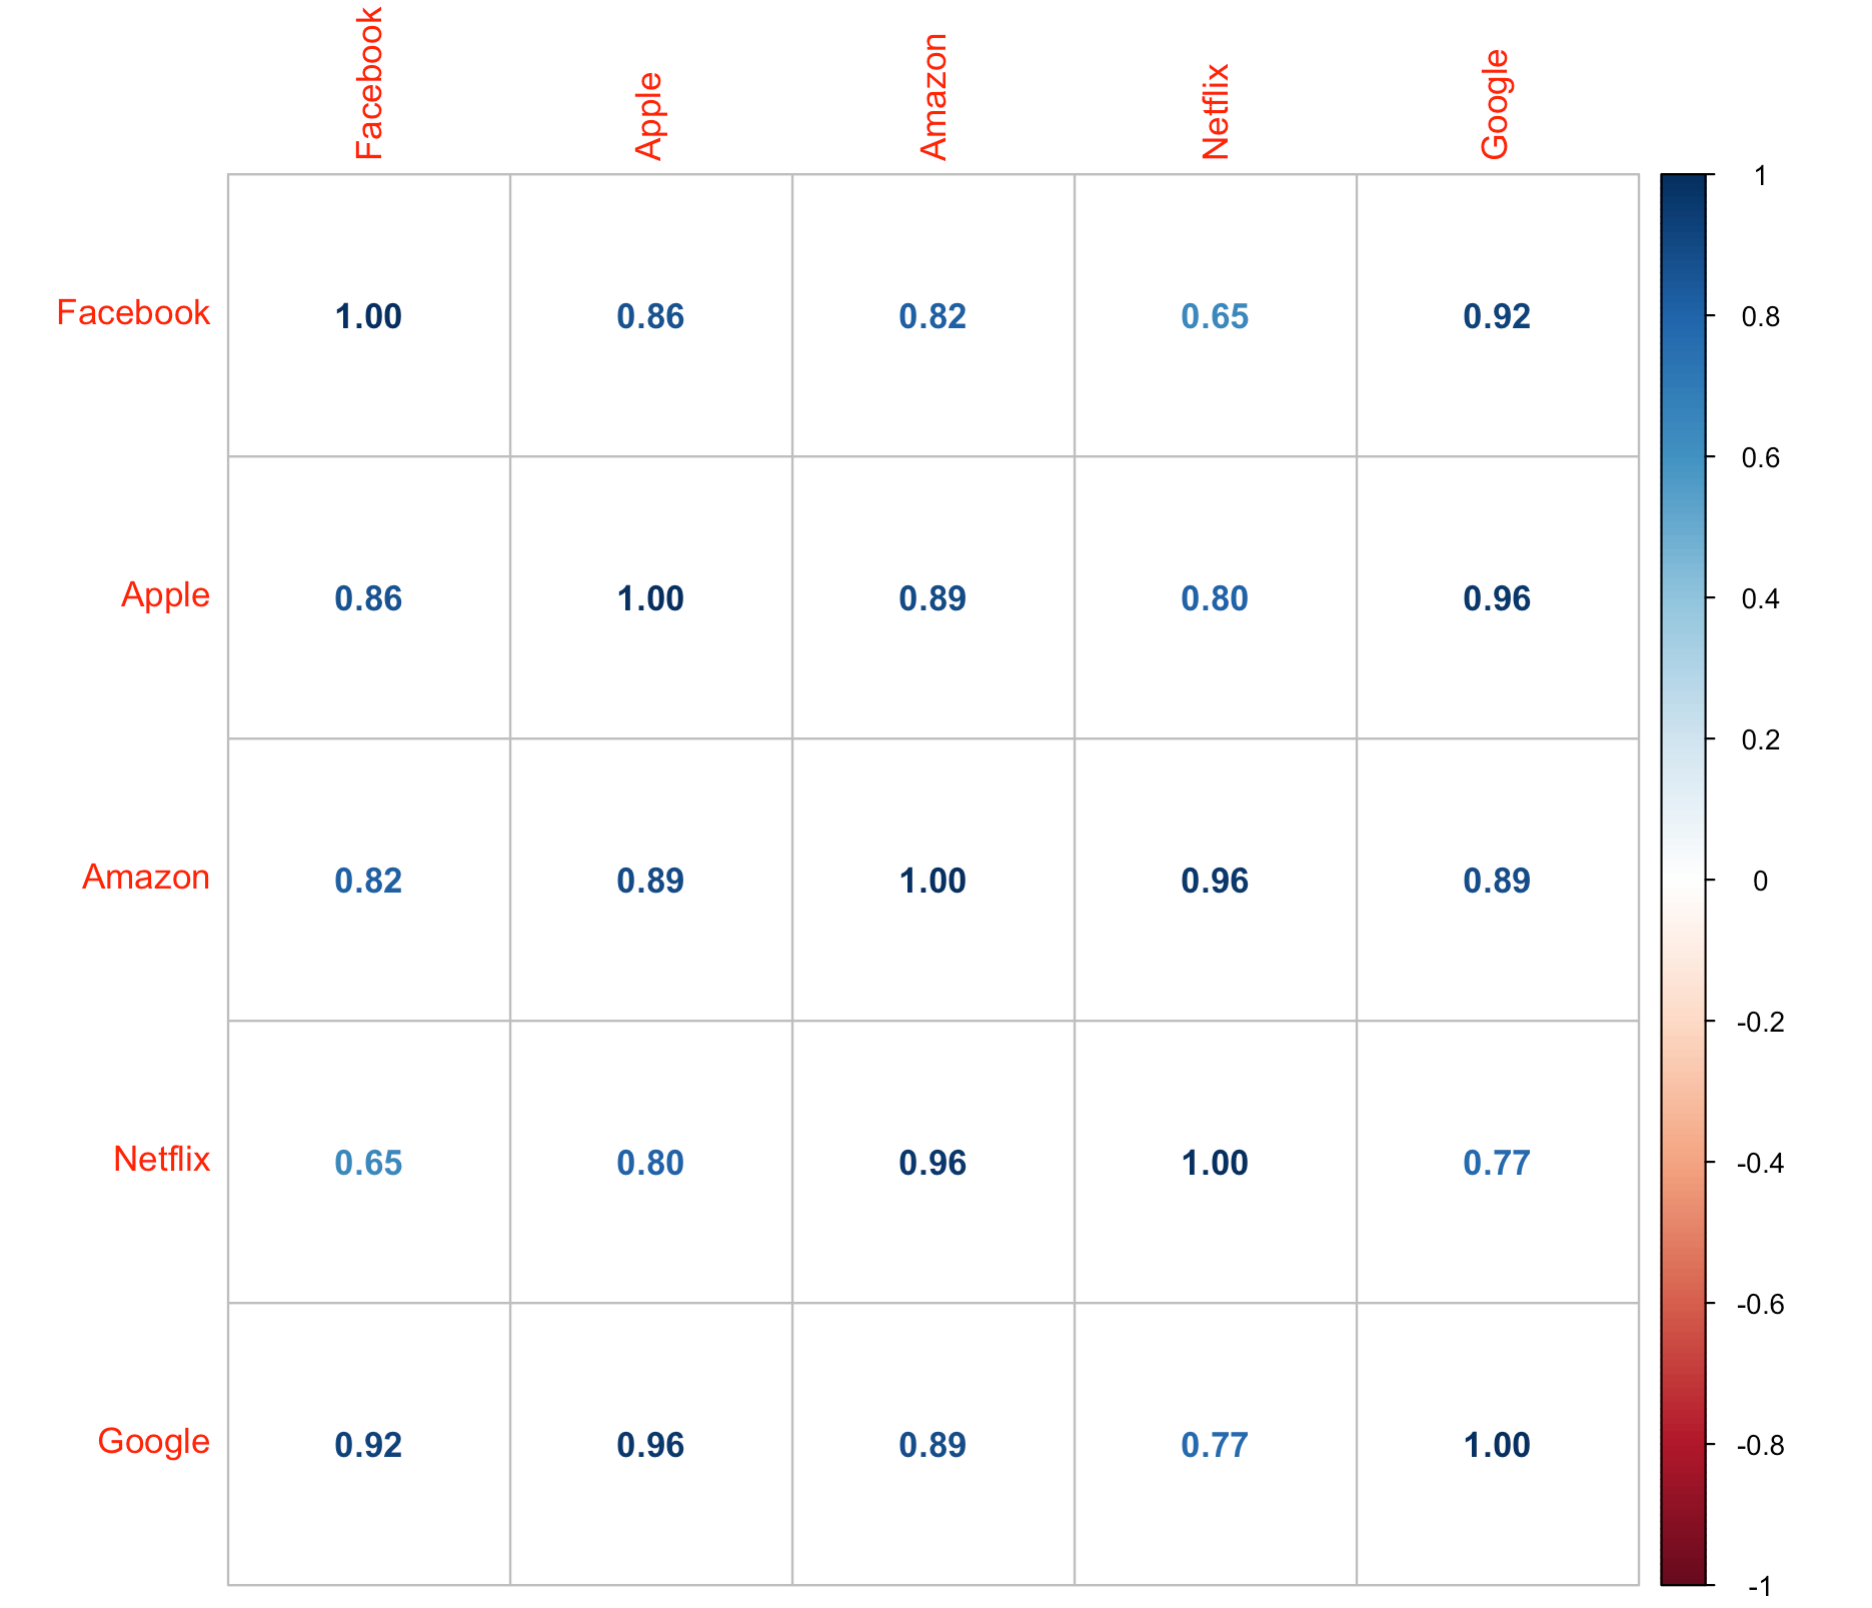 Facebook Apple Amazon Netflix Google
1
Facebook 1.00 0.86 0.82 0.65 0.92 0.8
0.6
Apple 0.86 1.00 0.89 0.80 0.96 0.4
0.2
Amazon 0.82 0.89 1.00 0.96 0.89 0
-0.2
Netflix 0.65 0.80 0.96 1.00 0.77 -0.4
-0.6
Google 0.92 0.96 0.89 0.77 1.00 -0.8
-1